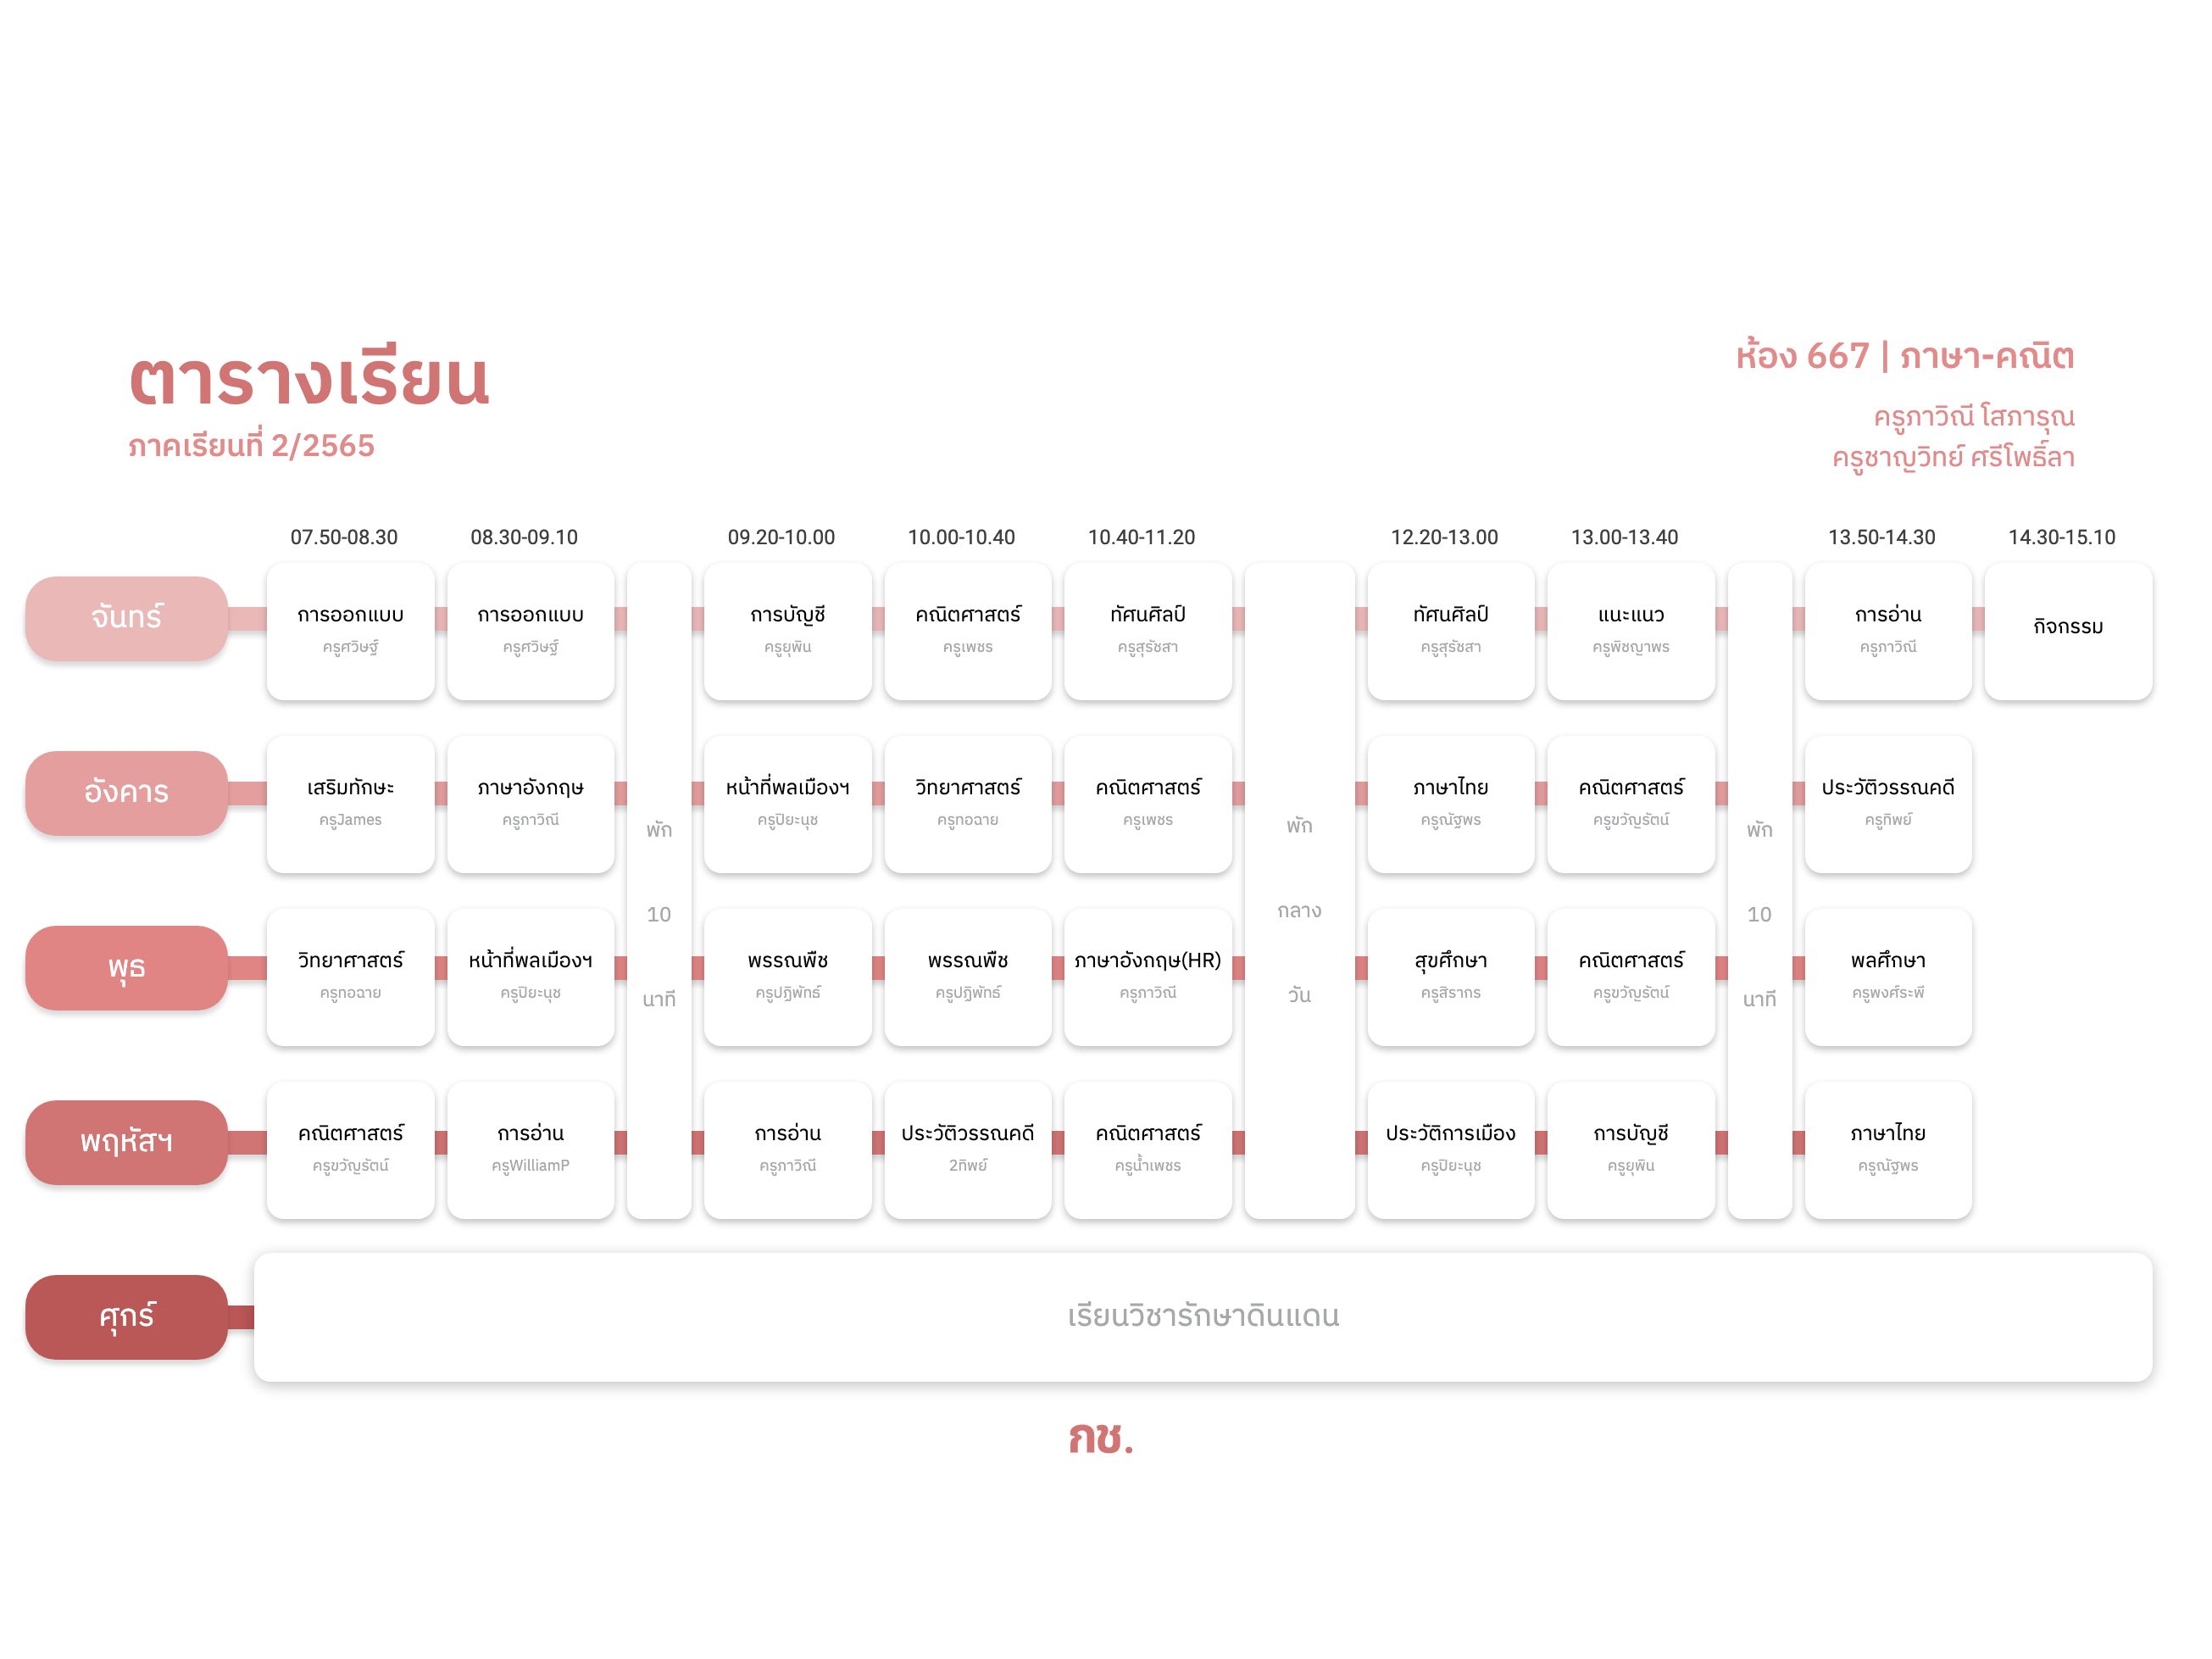 ตารางเรียน
ภาคเรียนที่ 2/2565
ห้อง 667 | ภาษา-คณิต
ครูภาวิณี โสภารุณ
ครูชาญวิทย์ ศรีโพธิ์ลา
07.50-08.30 08.30-09.10 09.20-10.00 10.00-10.40 10.40-11.20 12.20-13.00 13.00-13.40 13.50-14.30 14.30-15.10
จันทร์ การออกแบบ การออกแบบ การบัญชี คณิตศาสตร์ ทัศนศิลป์ ทัศนศิลป์ แนะแนว การอ่าน กิจกรรม
ครูศวิษฐ์ ครูศวิษฐ์ ครูยุพิน ครูเพชร ครูสุรัชสา ครูสุรัชสา ครูพิชญาพร ครูภาวิณี
อังคาร เสริมทักษะ ภาษาอังกฤษ หน้าที่พลเมืองฯ วิทยาศาสตร์ คณิตศาสตร์ ภาษาไทย คณิตศาสตร์ ประวัติวรรณคดี
ครูJames ครูภาวิณี ครูปิยะนุช ครูทอฉาย ครูเพชร ครูณัฐพร ครูขวัญรัตน์ ครูทิพย์
พัก พัก พัก
10 กลาง 10
นาที วัน นาที
พุธ วิทยาศาสตร์ หน้าที่พลเมืองฯ พรรณพืช พรรณพืช ภาษาอังกฤษ(HR) สุขศึกษา คณิตศาสตร์ พลศึกษา
ครูทอฉาย ครูปิยะนุช ครูปฏิพัทธ์ ครูปฏิพัทธ์ ครูภาวิณี ครูสิรากร ครูขวัญรัตน์ ครูพงศ์ระพี
พฤหัสฯ คณิตศาสตร์ การอ่าน การอ่าน ประวัติวรรณคดี คณิตศาสตร์ ประวัติการเมือง การบัญชี ภาษาไทย
ครูขวัญรัตน์ ครูWilliamP ครูภาวิณี 2ทิพย์ ครูน้ำเพชร ครูปิยะนุช ครูยุพิน ครูณัฐพร
ศุกร์ เรียนวิชารักษาดินแดน
กช.